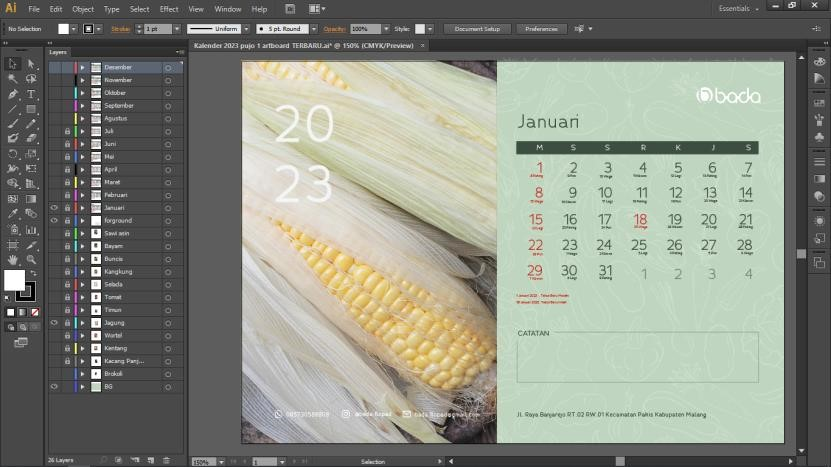 Ai File Edit Object Type Select Effect View Window Help Br Essentials
No Selection Stroke: 1 pt Uniform 5 pt. Round Opacity: 100% Style: Document Setup Preferences
Kalender 2023 pujo 1 artboard TERBARU.ai* @ 150% (CMYK/Preview)
Layers
Desember
November
Oktober
September
Agustus
Juli
Juni
Mei
April
Maret
Februari
Januari
forground
Sawi asin
Bayam
Buncis
Kangkung
Selada
Tomat
Timun
Jagung
Wortel
Kentang
Kacang Panj...
Brokoli
BG
26 Layers
20
23
bada
Januari
M S S R K J S
1 2 3 4 5 6 7
8 9 10 11 12 13 14
15 16 17 18 19 20 21
22 23 24 25 26 27 28
29 30 31 1 2 3 4
CATATAN
Jl. Raya Banjarejo RT.02 RW.01 Kecamatan Pakis Kabupaten Malang
150% 1 Selection